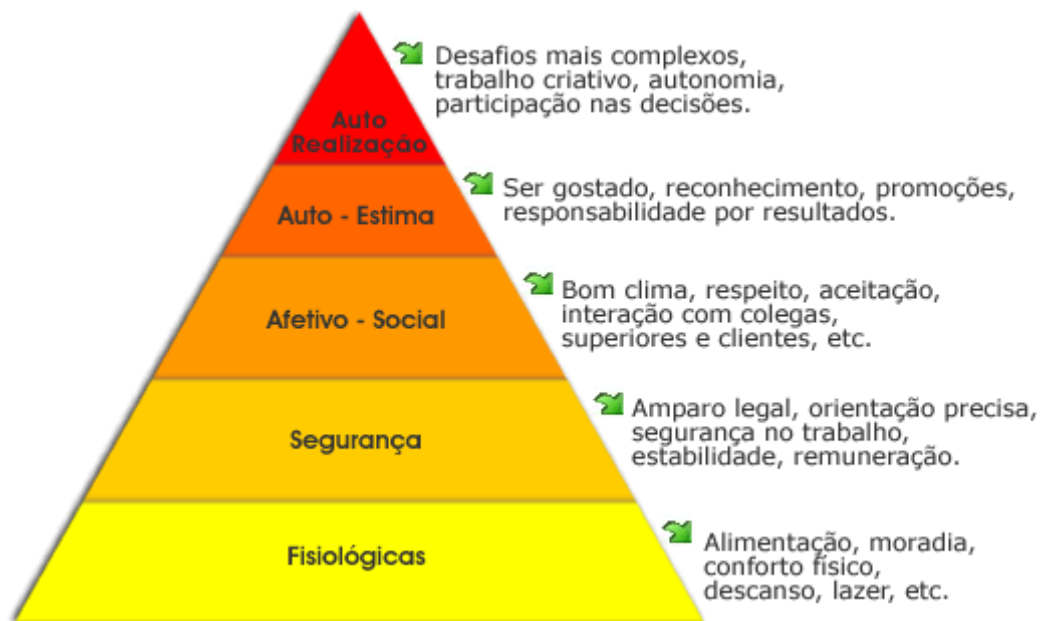 Desafios mais complexos,
trabalho criativo, autonomia,
participação nas decisões.
Auto
Realização
Ser gostado, reconhecimento, promoções,
responsabilidade por resultados.
Auto - Estima
Bom clima, respeito, aceitação,
interação com colegas,
superiores e clientes, etc.
Afetivo - Social
Amparo legal, orientação precisa,
segurança no trabalho,
estabilidade, remuneração.
Segurança
Alimentação, moradia,
conforto físico,
descanso, lazer, etc.
Fisiológicas